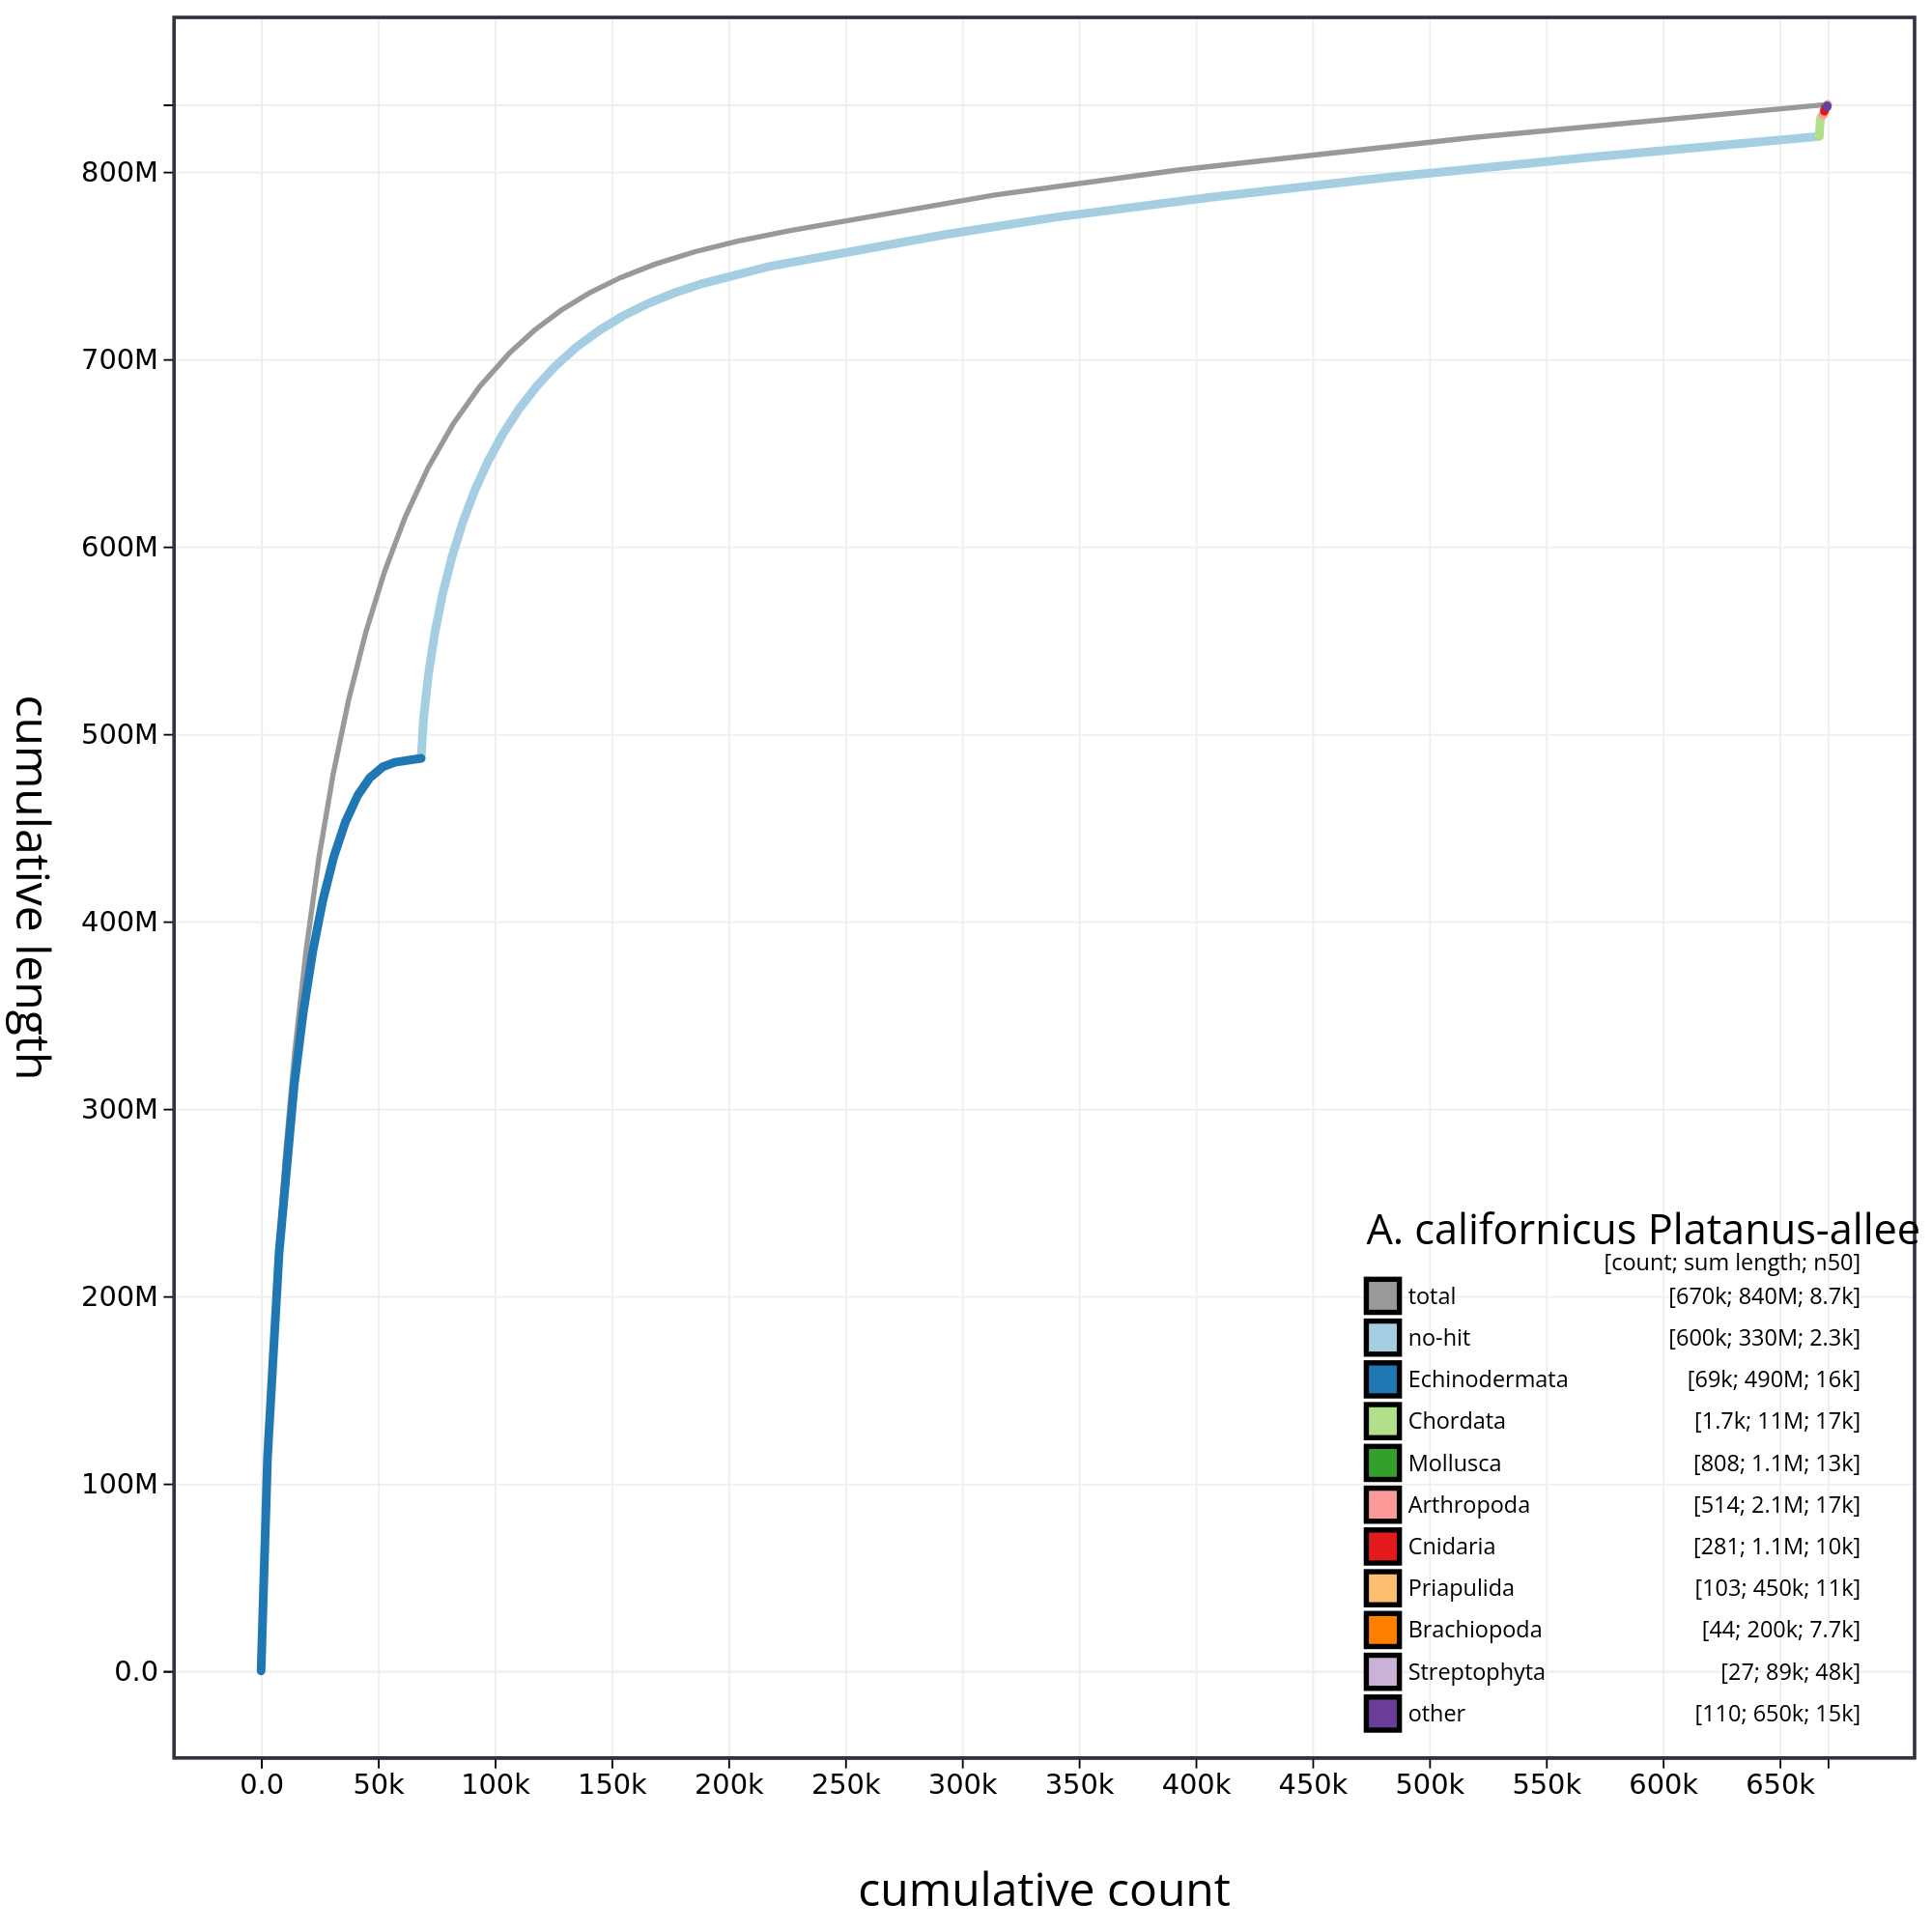 cumulative length
800M
700M
600M
500M
400M
300M
200M
100M
0.0
A. californicus Platanus-allee
[count; sum length; n50]
total [670k; 840M; 8.7k]
no-hit [600k; 330M; 2.3k]
Echinodermata [69k; 490M; 16k]
Chordata [1.7k; 11M; 17k]
Mollusca [808; 1.1M; 13k]
Arthropoda [514; 2.1M; 17k]
Cnidaria [281; 1.1M; 10k]
Priapulida [103; 450k; 11k]
Brachiopoda [44; 200k; 7.7k]
Streptophyta [27; 89k; 48k]
other [110; 650k; 15k]
0.0 50k 100k 150k 200k 250k 300k 350k 400k 450k 500k 550k 600k 650k
cumulative count